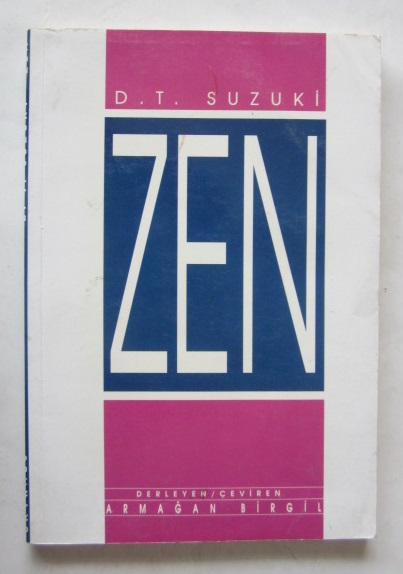 D. T. SUZUKİ
ZEN
DERLEYEN/ÇEVİREN
ARMAĞAN BİRGİL